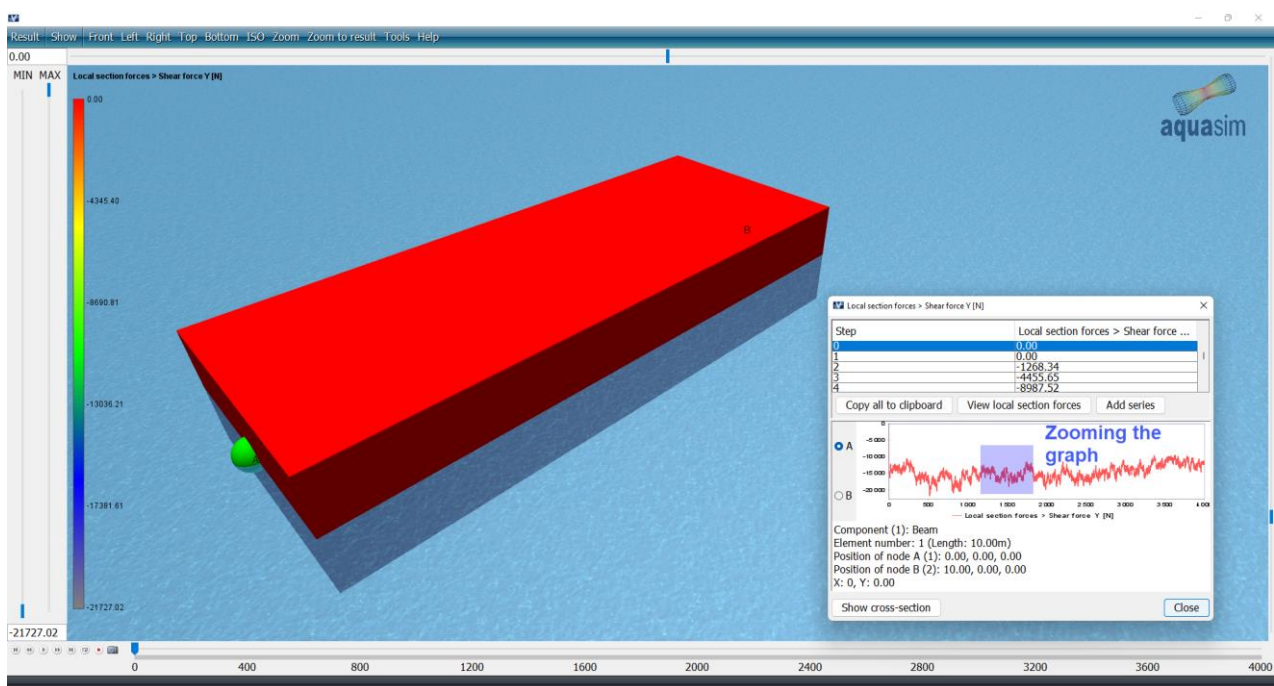 Result Show Front Left Right Top Bottom ISO Zoom Zoom to result Tools Help
0.00
MIN MAX
Local section forces > Shear force Y [N]
0.00
-4345.40
-8690.81
-13036.21
-17381.61
-21727.02
-21727.02
B
aquasim
Local section forces > Shear force Y [N]
Step Local section forces > Shear force ...
0 0.00
1 0.00
2 -1268.34
3 -4455.65
4 -8987.52
Copy all to clipboard View local section forces Add series
A
B
0
-5 000
-10 000
-15 000
-20 000
Zooming the
graph
0 500 1 000 1 500 2 000 2 500 3 000 3 500 4 00
Local section forces > Shear force Y [N]
Component (1): Beam
Element number: 1 (Length: 10.00m)
Position of node A (1): 0.00, 0.00, 0.00
Position of node B (2): 10.00, 0.00, 0.00
X: 0, Y: 0.00
Show cross-section Close
0 400 800 1200 1600 2000 2400 2800 3200 3600 4000